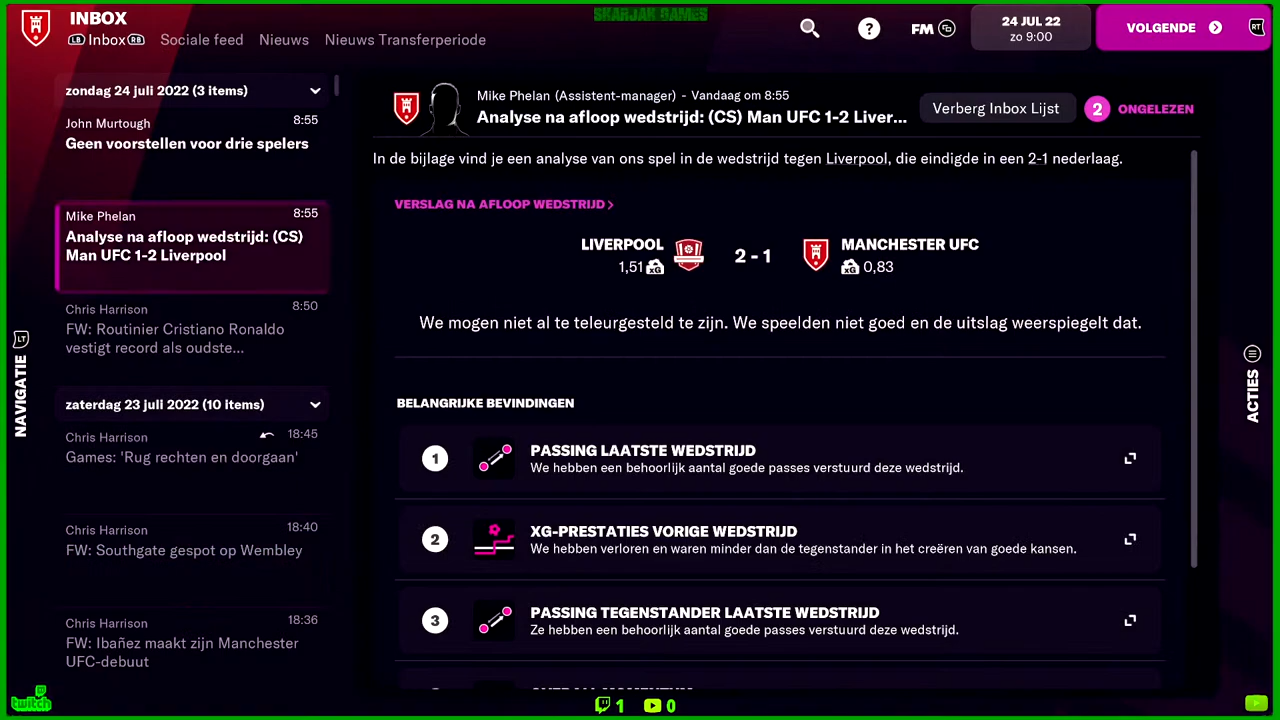 SHARJAH GAMES
INBOX
LB Inbox RB Sociale feed Nieuws Nieuws Transferperiode
FM
24 JUL 22
zo 9:00
VOLGENDE
RT
zondag 24 juli 2022 (3 items)
John Murtough 8:55
Geen voorstellen voor drie spelers
Mike Phelan 8:55
Analyse na afloop wedstrijd: (CS)
Man UFC 1-2 Liverpool
Chris Harrison 8:50
FW: Routinier Cristiano Ronaldo
vestigt record als oudste...
zaterdag 23 juli 2022 (10 items)
Chris Harrison 18:45
Games: 'Rug rechten en doorgaan'
Chris Harrison 18:40
FW: Southgate gespot op Wembley
Chris Harrison 18:36
FW: Ibañez maakt zijn Manchester
UFC-debuut
LT
NAVIGATIE
Mike Phelan (Assistent-manager) - Vandaag om 8:55
Analyse na afloop wedstrijd: (CS) Man UFC 1-2 Liver...
Verberg Inbox Lijst
2 ONGELEZEN
In de bijlage vind je een analyse van ons spel in de wedstrijd tegen Liverpool, die eindigde in een 2-1 nederlaag.
VERSLAG NA AFLOOP WEDSTRIJD
LIVERPOOL 2 - 1 MANCHESTER UFC
1,51 xG xG 0,83
We mogen niet al te teleurgesteld te zijn. We speelden niet goed en de uitslag weerspiegelt dat.
BELANGRIJKE BEVINDINGEN
1 PASSING LAATSTE WEDSTRIJD
We hebben een behoorlijk aantal goede passes verstuurd deze wedstrijd.
2 XG-PRESTATIES VORIGE WEDSTRIJD
We hebben verloren en waren minder dan de tegenstander in het creëren van goede kansen.
3 PASSING TEGENSTANDER LAATSTE WEDSTRIJD
Ze hebben een behoorlijk aantal goede passes verstuurd deze wedstrijd.
ACTIES
twitch
1 0